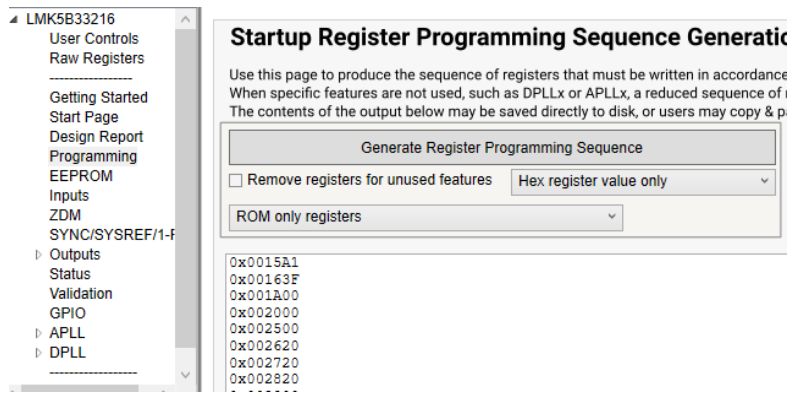 LMK5B33216
User Controls
Raw Registers
-----------------
Getting Started
Start Page
Design Report
Programming
EEPROM
Inputs
ZDM
SYNC/SYSREF/1-F
Outputs
Status
Validation
GPIO
APLL
DPLL
------------------
Startup Register Programming Sequence Generatio
Use this page to produce the sequence of registers that must be written in accordance
When specific features are not used, such as DPLLx or APLLx, a reduced sequence of
The contents of the output below may be saved directly to disk, or users may copy & p
Generate Register Programming Sequence
Remove registers for unused features
Hex register value only
ROM only registers
0x0015A1
0x00163F
0x001A00
0x002000
0x002500
0x002620
0x002720
0x002820